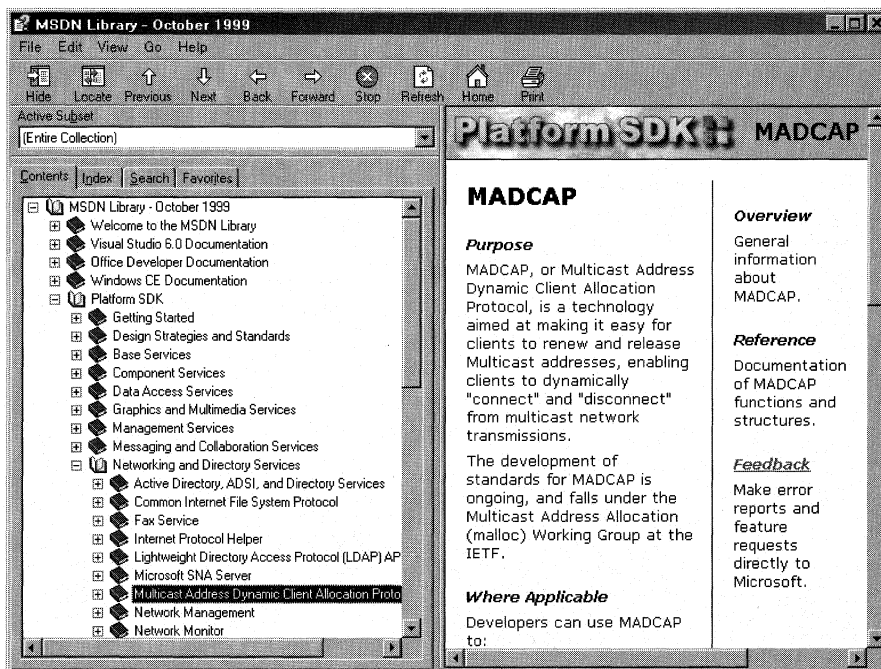 MSDN Library - October 1999
File Edit View Go Help
Hide Locate Previous Next Back Forward Stop Refresh Home Print
Active Subset
(Entire Collection)
Contents Index Search Favorites
MSDN Library - October 1999
Welcome to the MSDN Library
Visual Studio 6.0 Documentation
Office Developer Documentation
Windows CE Documentation
Platform SDK
Getting Started
Design Strategies and Standards
Base Services
Component Services
Data Access Services
Graphics and Multimedia Services
Management Services
Messaging and Collaboration Services
Networking and Directory Services
Active Directory, ADSI, and Directory Services
Common Internet File System Protocol
Fax Service
Internet Protocol Helper
Lightweight Directory Access Protocol (LDAP) AP
Microsoft SNA Server
Multicast Address Dynamic Client Allocation Proto
Network Management
Network Monitor
Platform SDK MADCAP
MADCAP
Purpose
MADCAP, or Multicast Address
Dynamic Client Allocation
Protocol, is a technology
aimed at making it easy for
clients to renew and release
Multicast addresses, enabling
clients to dynamically
"connect" and "disconnect"
from multicast network
transmissions.
The development of
standards for MADCAP is
ongoing, and falls under the
Multicast Address Allocation
(malloc) Working Group at the
IETF.
Where Applicable
Developers can use MADCAP
to:
Overview
General
information
about
MADCAP.
Reference
Documentation
of MADCAP
functions and
structures.
Feedback
Make error
reports and
feature
requests
directly to
Microsoft.